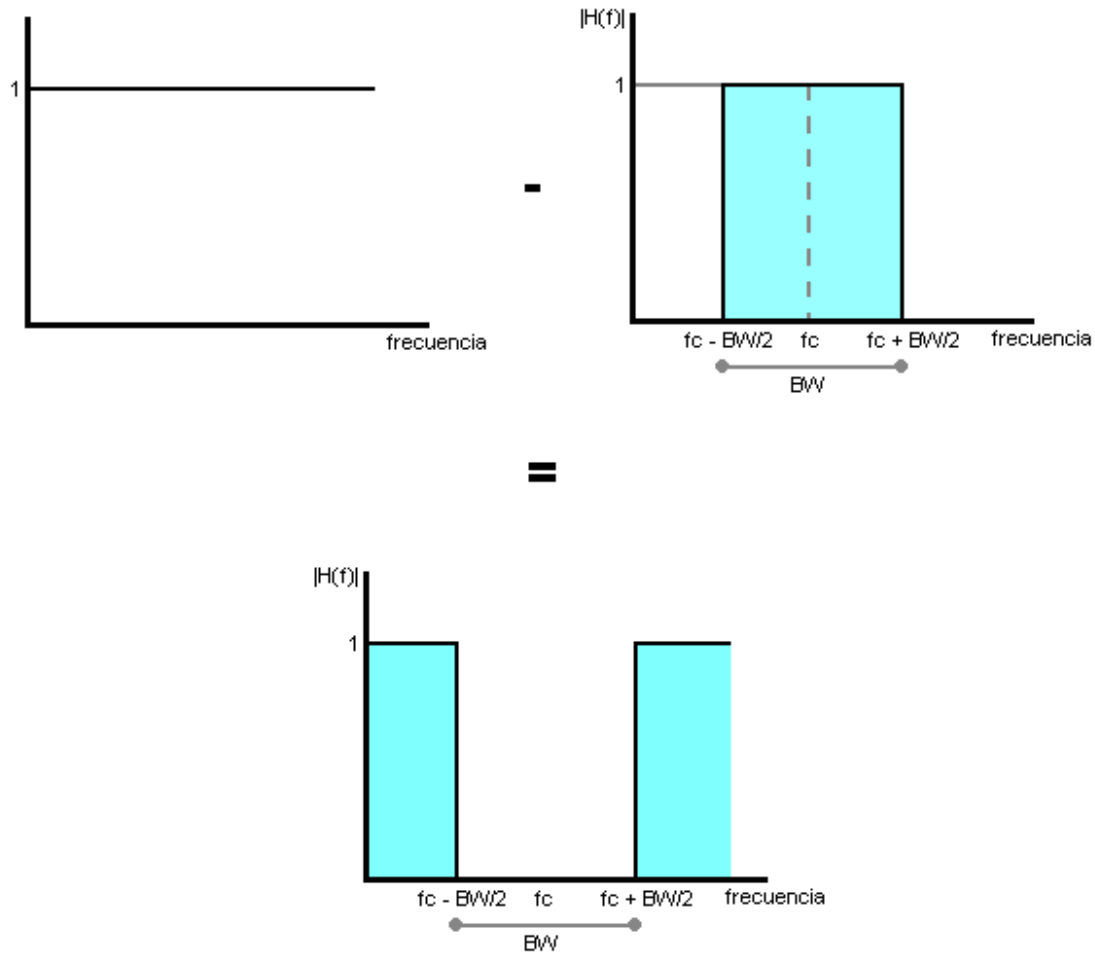 1
frecuencia
-
|H(f)|
1
fc - BW/2 fc fc + BW/2 frecuencia
BW
=
|H(f)|
1
fc - BW/2 fc fc + BW/2 frecuencia
BW